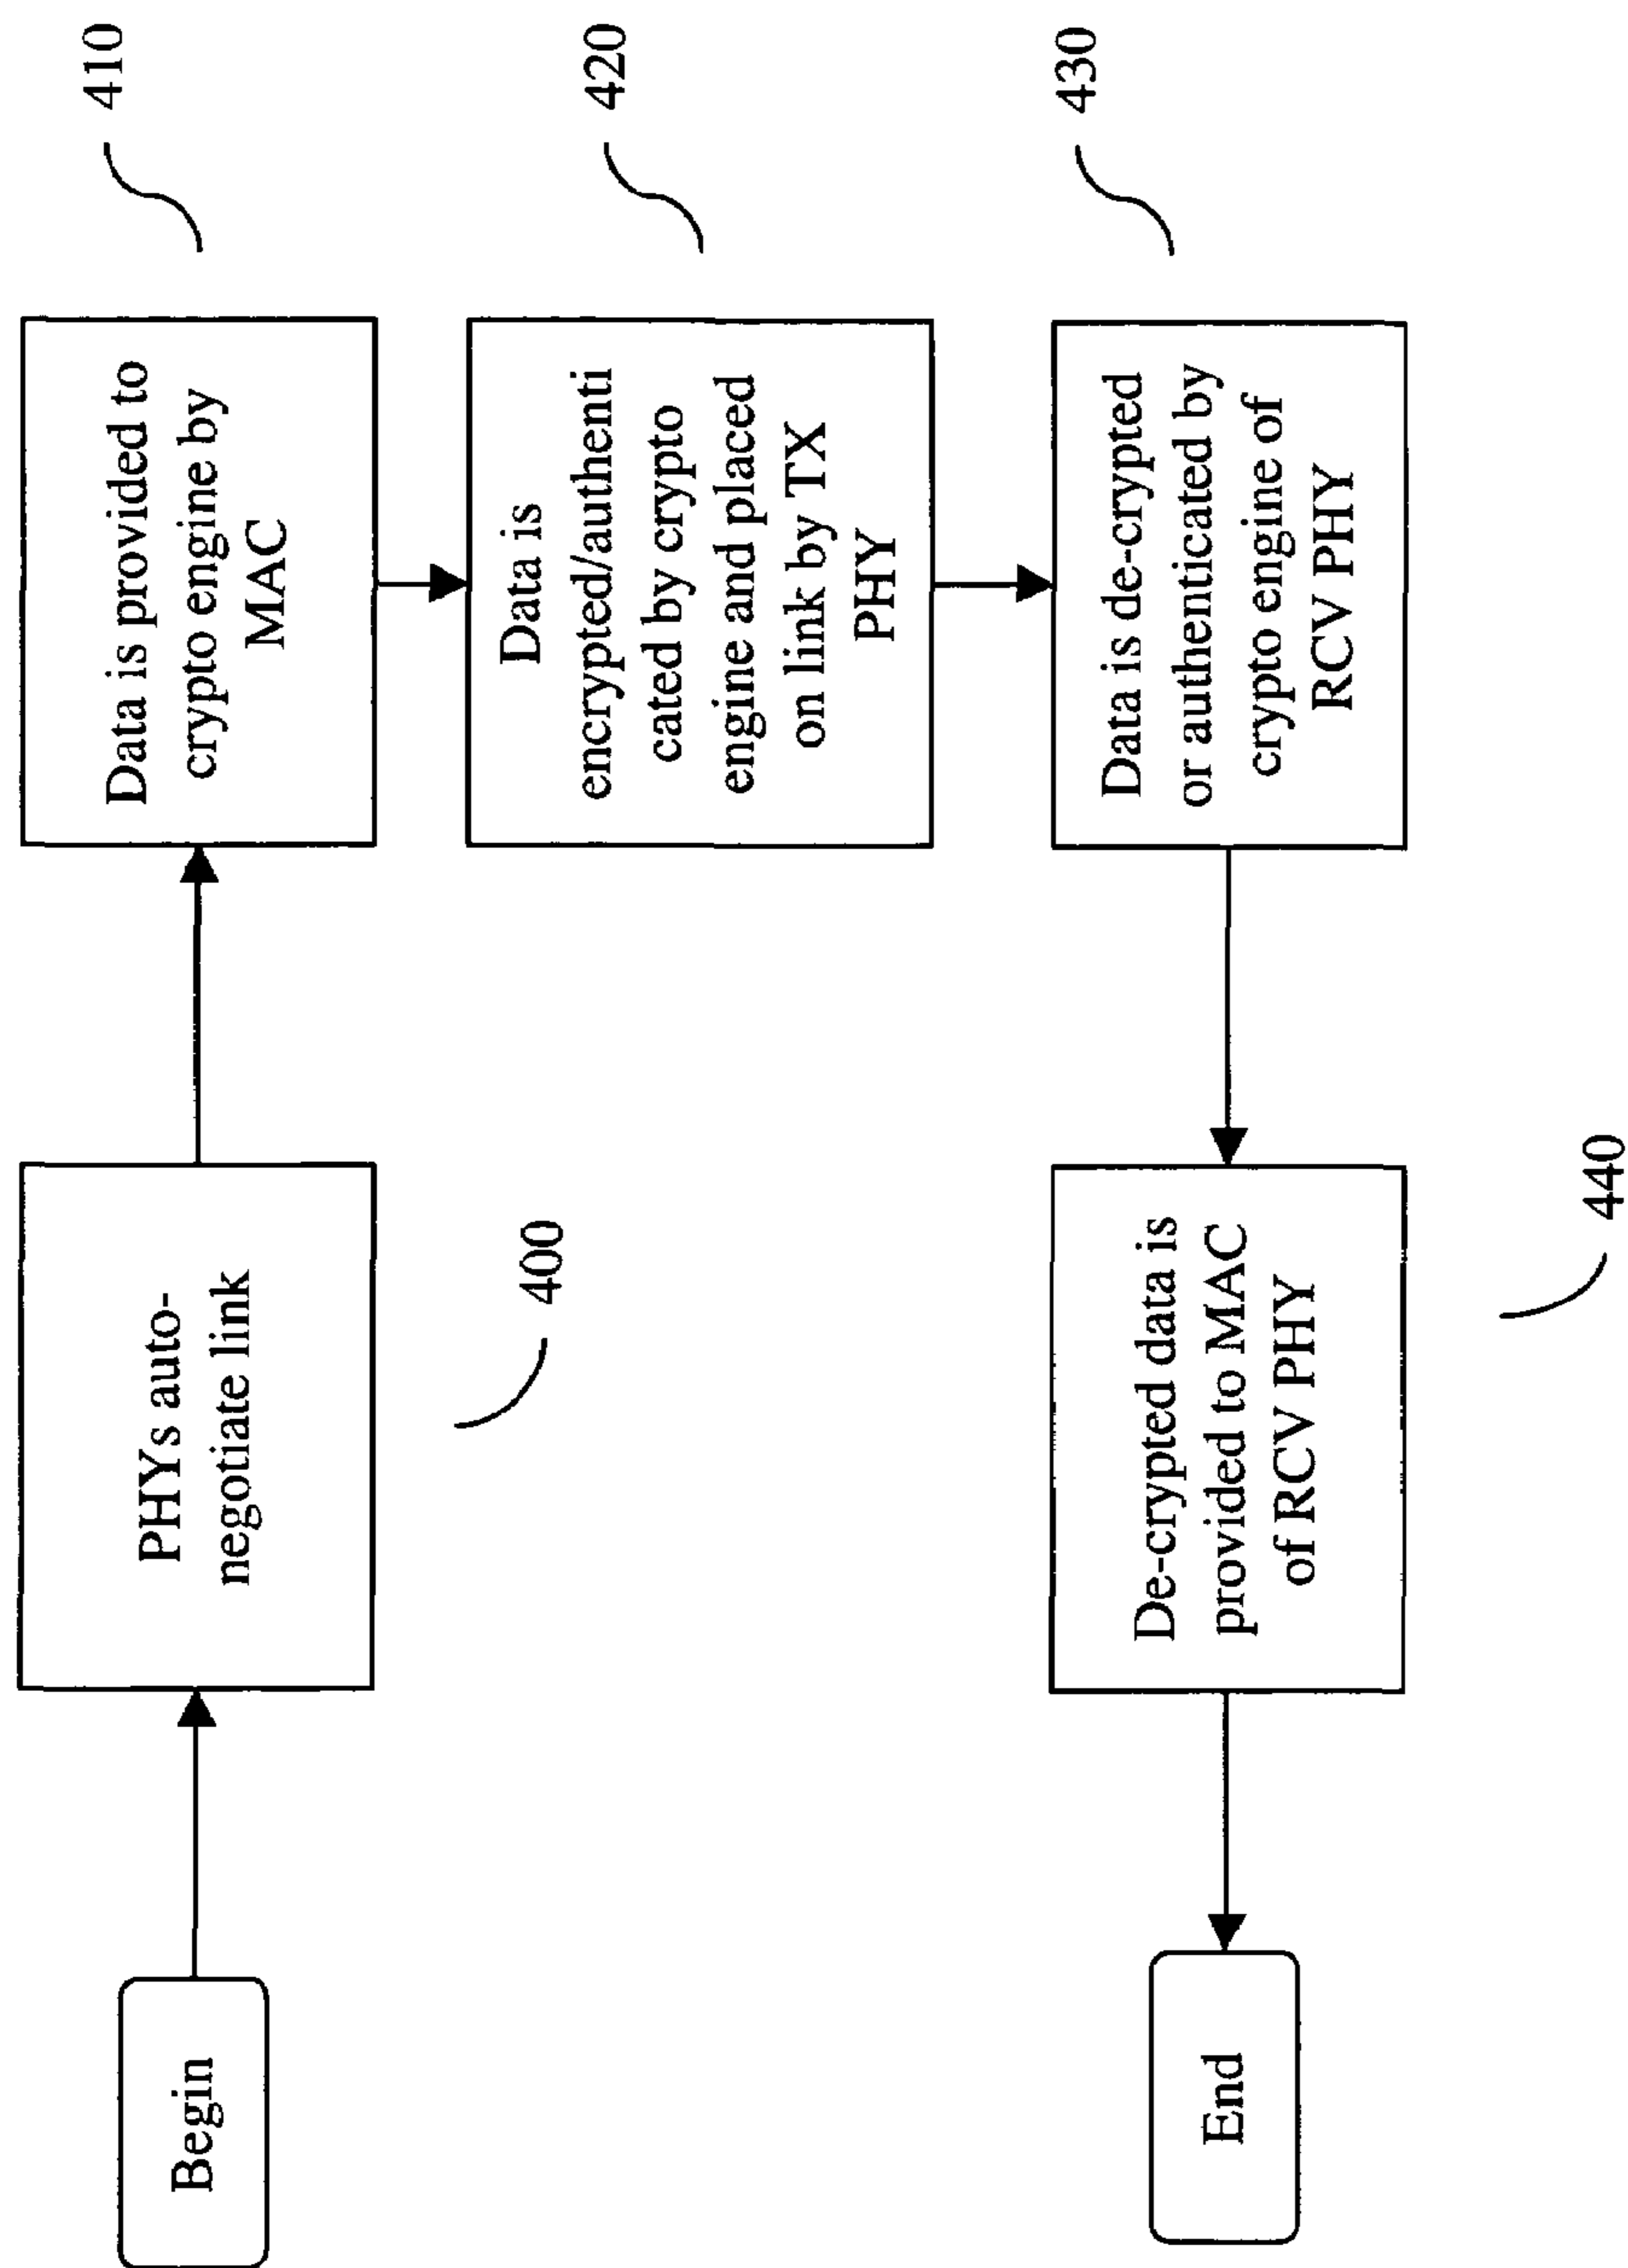 Begin
PHYs auto-
negotiate link
400
Data is provided to
crypto engine by
MAC
410
Data is
encrypted/authenti
cated by crypto
engine and placed
on link by TX
PHY
420
Data is de-crypted
or authenticated by
crypto engine of
RCV PHY
430
De-crypted data is
provided to MAC
of RCV PHY
440
End